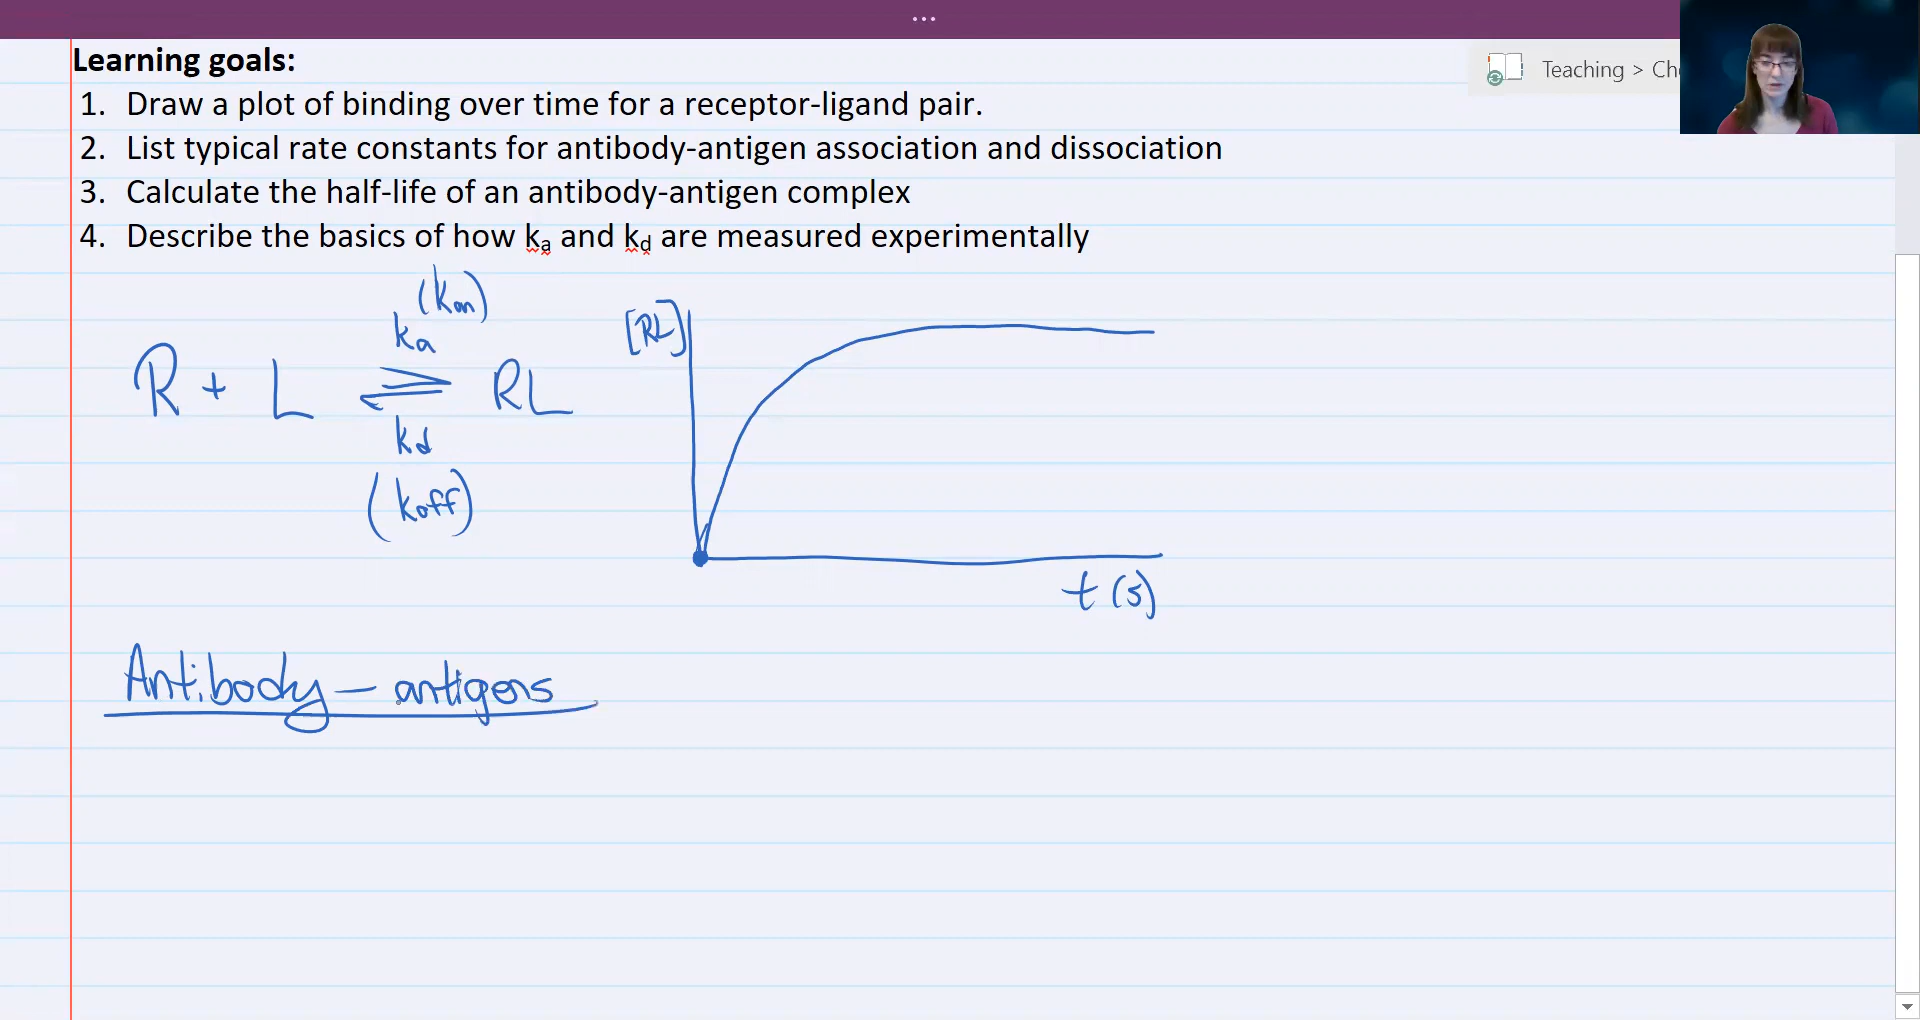 ...
Learning goals:
Teaching > Ch
1. Draw a plot of binding over time for a receptor-ligand pair.
2. List typical rate constants for antibody-antigen association and dissociation
3. Calculate the half-life of an antibody-antigen complex
4. Describe the basics of how ka and kd are measured experimentally
(kon)
ka
R + L ⇌ RL
kd
(koff)
[RL]
t (s)
Antibody - antigens